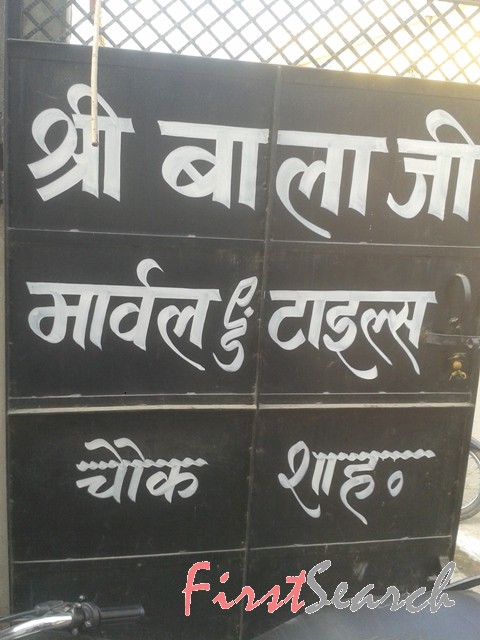 श्री बाला जी
मार्वल एंड टाइल्स
चौक शाह०
FirstSearch